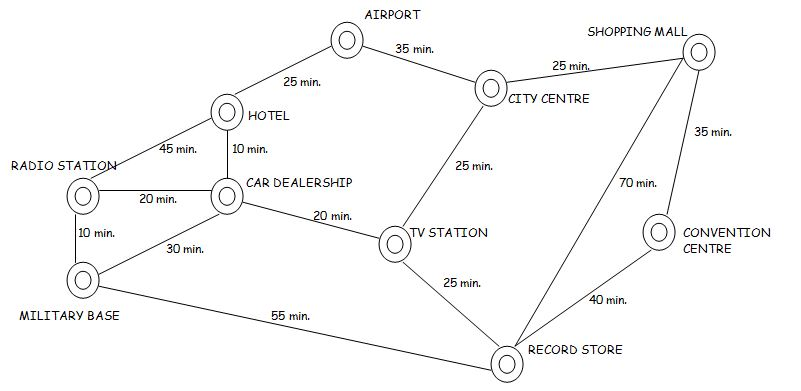 AIRPORT
SHOPPING MALL
35 min.
25 min.
25 min.
CITY CENTRE
HOTEL
35 min.
45 min.
10 min.
RADIO STATION
25 min.
CAR DEALERSHIP
70 min.
20 min.
20 min.
10 min.
TV STATION
CONVENTION
CENTRE
30 min.
25 min.
40 min.
MILITARY BASE
55 min.
RECORD STORE